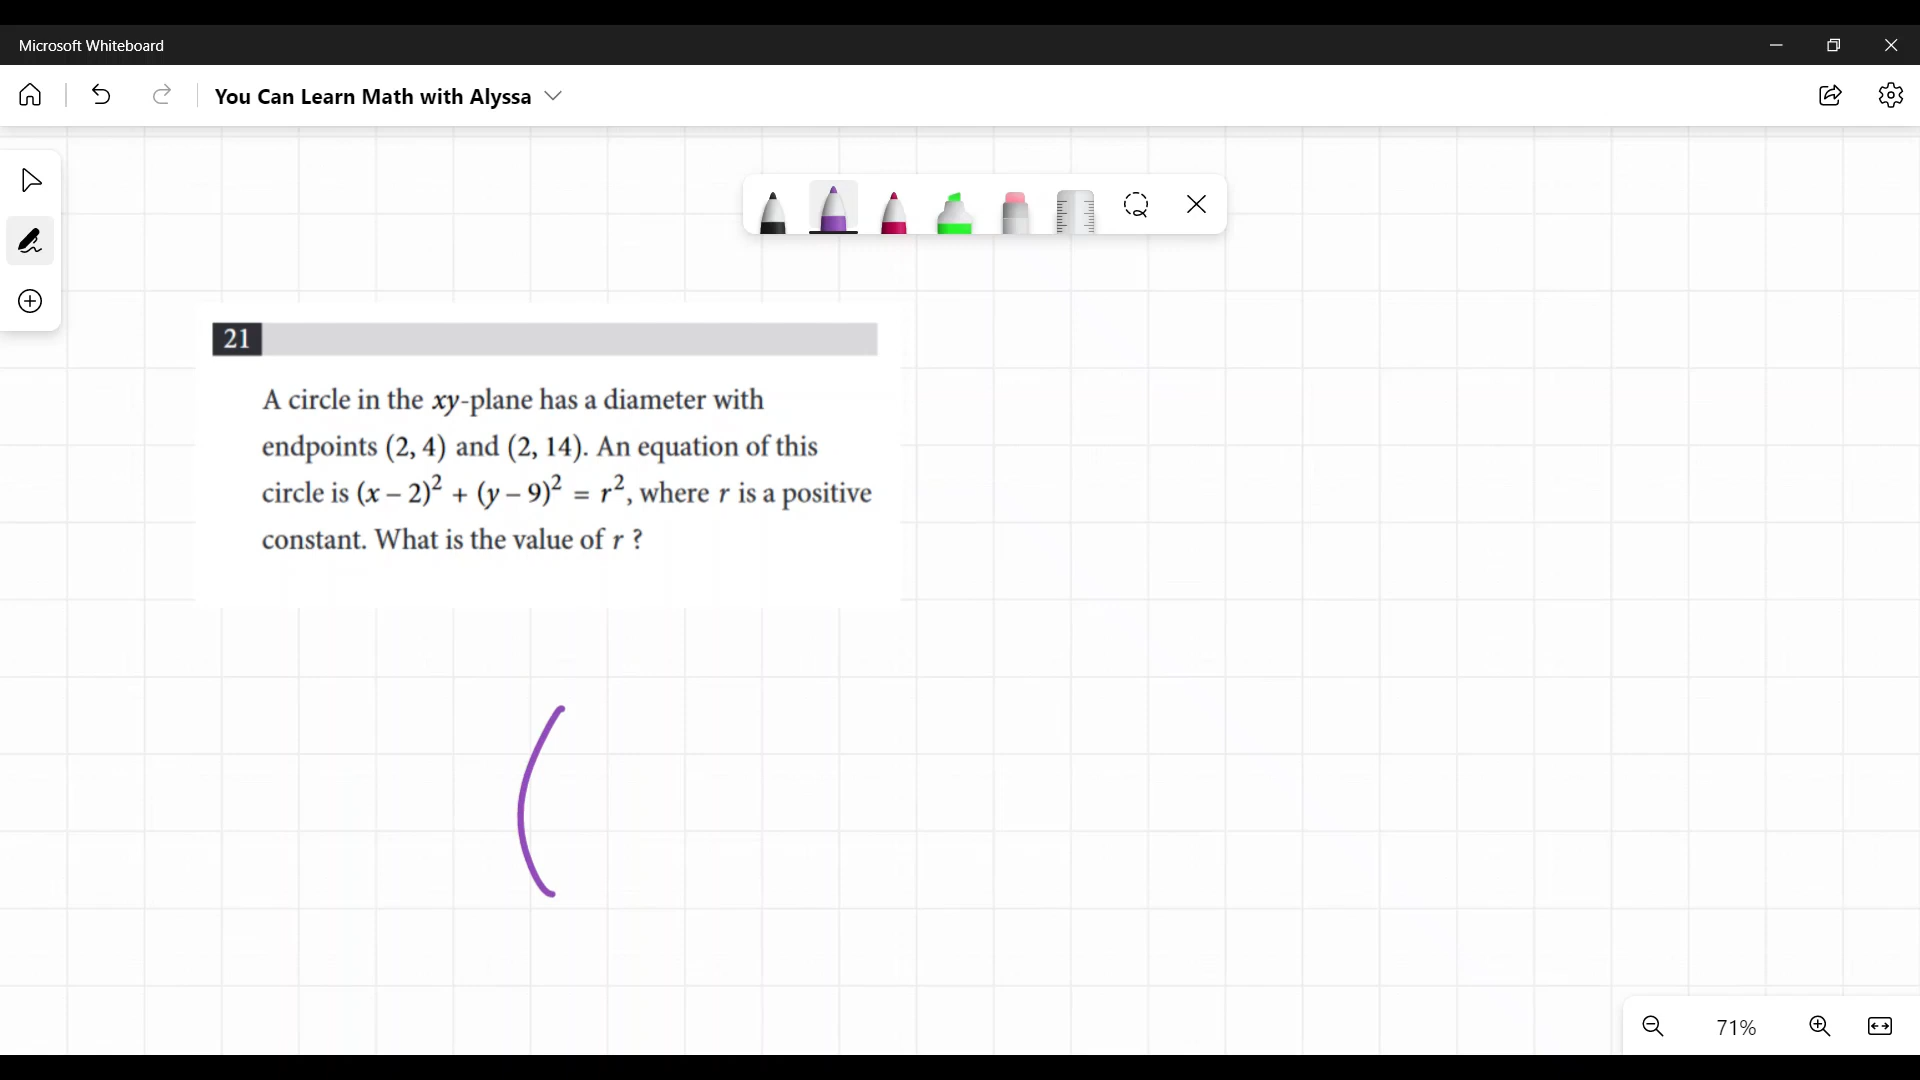 Microsoft Whiteboard
You Can Learn Math with Alyssa
21
A circle in the xy-plane has a diameter with
endpoints (2, 4) and (2, 14). An equation of this
circle is (x – 2)² + (y – 9)² = r², where r is a positive
constant. What is the value of r ?
(
71%